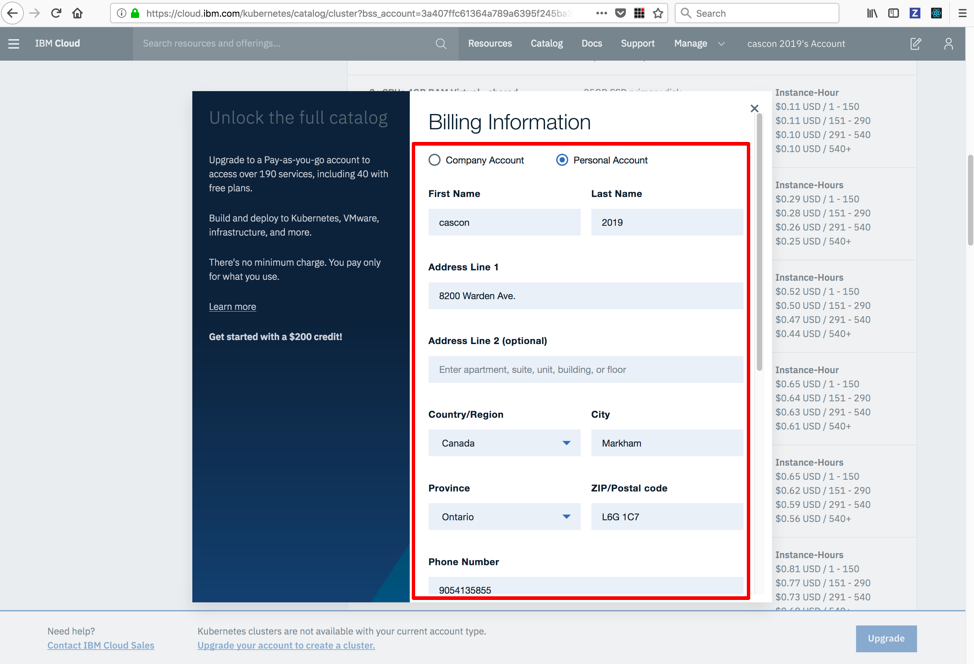 https://cloud.ibm.com/kubernetes/catalog/cluster?bss_account=3a407ffc61364a789a6395f245ba
Search
IBM Cloud
Search resources and offerings...
Resources
Catalog
Docs
Support
Manage
cascon 2019's Account
Unlock the full catalog
Upgrade to a Pay-as-you-go account to
access over 190 services, including 40 with
free plans.
Build and deploy to Kubernetes, VMware,
infrastructure, and more.
There's no minimum charge. You pay only
for what you use.
Learn more
Get started with a $200 credit!
Billing Information
Company Account
Personal Account
First Name
Last Name
cascon
2019
Address Line 1
8200 Warden Ave.
Address Line 2 (optional)
Enter apartment, suite, unit, building, or floor
Country/Region
City
Canada
Markham
Province
ZIP/Postal code
Ontario
L6G 1C7
Phone Number
9054135855
Instance-Hour
$0.11 USD / 1 - 150
$0.11 USD / 151 - 290
$0.10 USD / 291 - 540
$0.10 USD / 540+
Instance-Hours
$0.29 USD / 1 - 150
$0.28 USD / 151 - 290
$0.26 USD / 291 - 540
$0.25 USD / 540+
Instance-Hours
$0.52 USD / 1 - 150
$0.50 USD / 151 - 290
$0.47 USD / 291 - 540
$0.44 USD / 540+
Instance-Hour
$0.65 USD / 1 - 150
$0.64 USD / 151 - 290
$0.63 USD / 291 - 540
$0.61 USD / 540+
Instance-Hours
$0.65 USD / 1 - 150
$0.62 USD / 151 - 290
$0.59 USD / 291 - 540
$0.56 USD / 540+
Instance-Hours
$0.81 USD / 1 - 150
$0.77 USD / 151 - 290
$0.73 USD / 291 - 540
Need help?
Contact IBM Cloud Sales
Kubernetes clusters are not available with your current account type.
Upgrade your account to create a cluster.
Upgrade